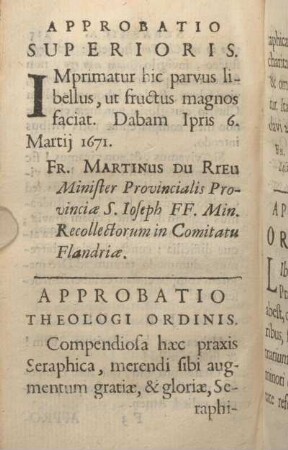 APPROBATIO
SUPERIORIS.
IMprimatur hic parvus li-
bellus, ut fructus magnos
faciat. Dabam Ipris 6.
Martij 1671.
FR. MARTINUS DU RIEU
Minister Provincialis Pro-
vinciæ S. Ioseph FF. Min.
Recollectorum in Comitatu
Flandriæ.
APPROBATIO
THEOLOGI ORDINIS.
Compendiosa hæc praxis
Seraphica, merendi sibi aug-
mentum gratiæ, & gloriæ, Se-
raphi-